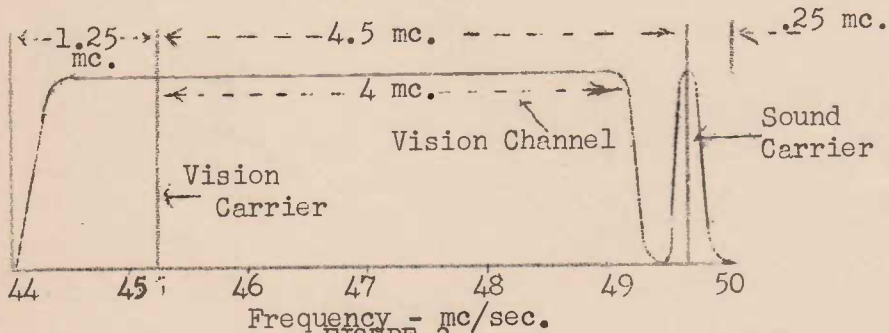 1.25 mc.
4.5 mc.
.25 mc.
4 mc.
Vision Channel
Sound Carrier
Vision Carrier
44 45 46 47 48 49 50
Frequency - mc/sec.